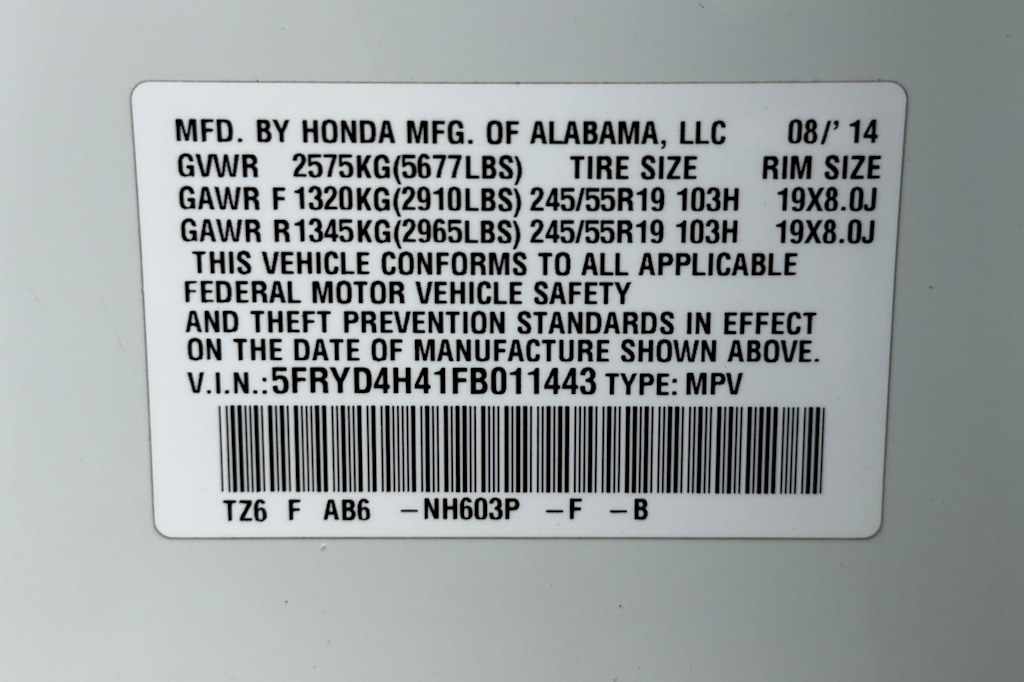 MFD. BY HONDA MFG. OF ALABAMA, LLC 08/' 14
GVWR 2575KG(5677LBS) TIRE SIZE RIM SIZE
GAWR F 1320KG(2910LBS) 245/55R19 103H 19X8.0J
GAWR R1345KG(2965LBS) 245/55R19 103H 19X8.0J
THIS VEHICLE CONFORMS TO ALL APPLICABLE
FEDERAL MOTOR VEHICLE SAFETY
AND THEFT PREVENTION STANDARDS IN EFFECT
ON THE DATE OF MANUFACTURE SHOWN ABOVE.
V.I.N.:5FRYD4H41FB011443 TYPE: MPV
TZ6 F AB6 –NH603P –F –B